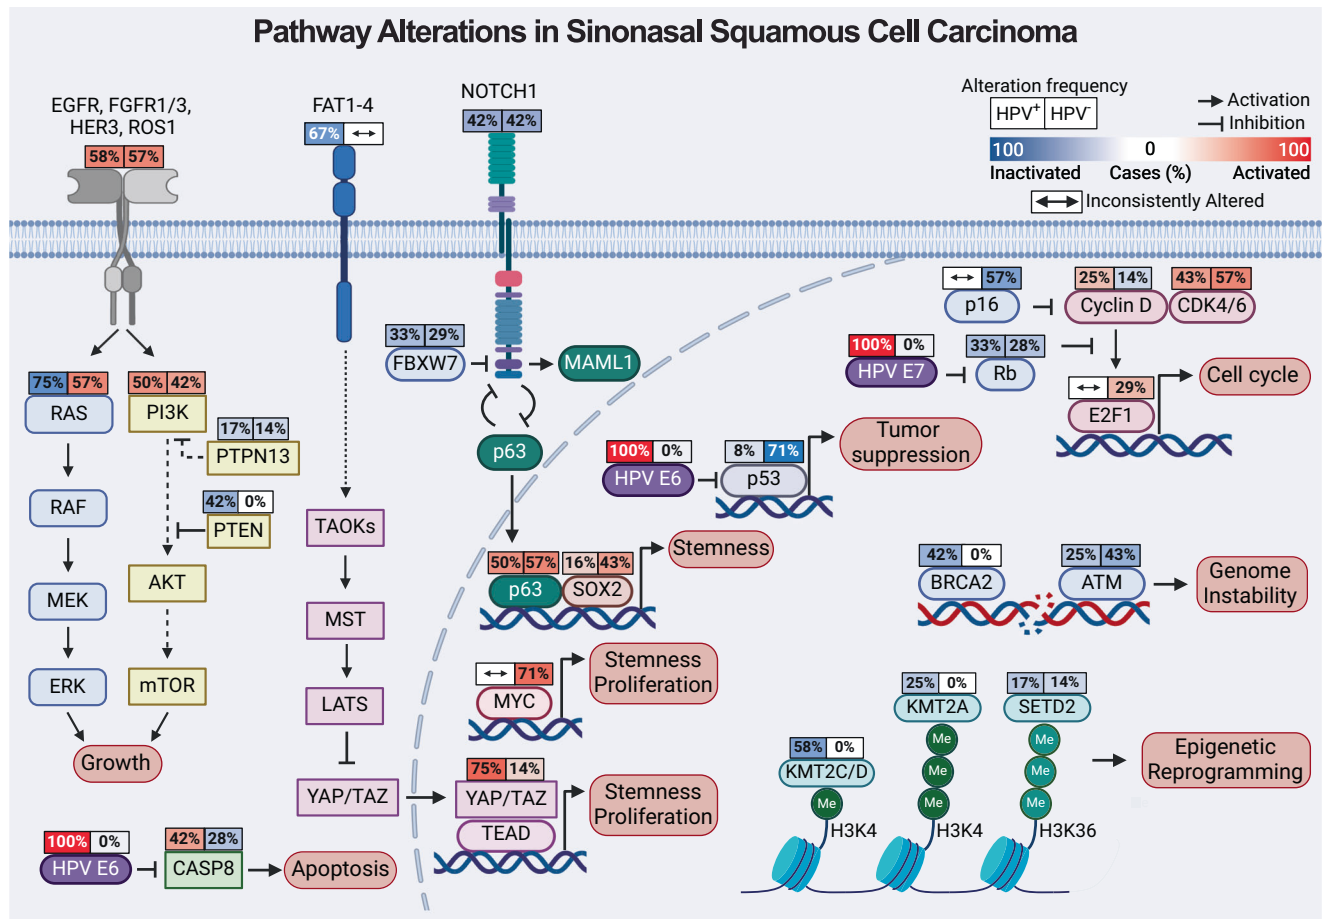 Pathway Alterations in Sinonasal Squamous Cell Carcinoma
EGFR, FGFR1/3,
HER3, ROS1
58% 57%
FAT1-4
67%
NOTCH1
42% 42%
Alteration frequency
HPV+ HPV-
Activation
Inhibition
100 0 100
Inactivated Cases (%) Activated
Inconsistently Altered
75% 57%
RAS
RAF
MEK
ERK
50% 42%
PI3K
17% 14%
PTPN13
42% 0%
PTEN
AKT
mTOR
Growth
TAOKs
MST
LATS
YAP/TAZ
33% 29%
FBXW7
MAML1
p63
57%
p16
25% 14%
Cyclin D
43% 57%
CDK4/6
100% 0%
HPV E7
33% 28%
Rb
29%
E2F1
Cell cycle
100% 0%
HPV E6
8% 71%
p53
Tumor
suppression
50% 57%
p63
16% 43%
SOX2
Stemness
42% 0%
BRCA2
25% 43%
ATM
Genome
Instability
71%
MYC
Stemness
Proliferation
75% 14%
YAP/TAZ
TEAD
Stemness
Proliferation
58% 0%
KMT2C/D
Me
H3K4
25% 0%
KMT2A
Me
Me
Me
H3K4
17% 14%
SETD2
Me
Me
Me
H3K36
Epigenetic
Reprogramming
100% 0%
HPV E6
42% 28%
CASP8
Apoptosis